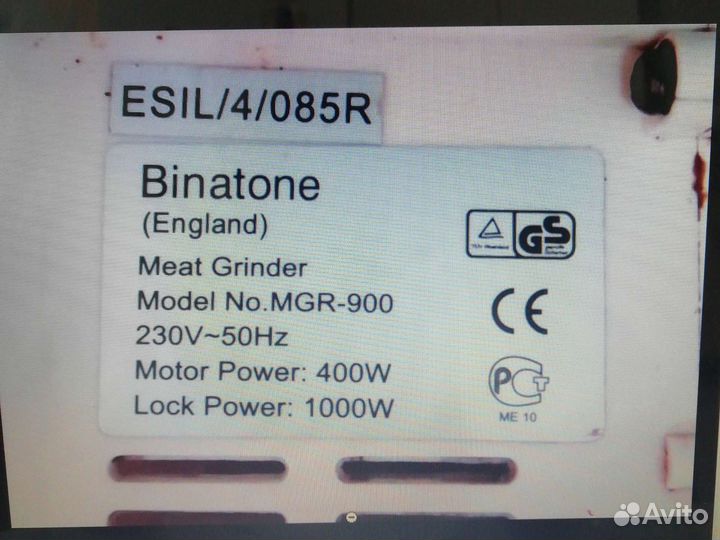 ESIL/4/085R
Binatone
(England)
Meat Grinder
Model No.MGR-900
230V~50Hz
Motor Power: 400W
Lock Power: 1000W
GS
CE
PCT
ME 10
Avito